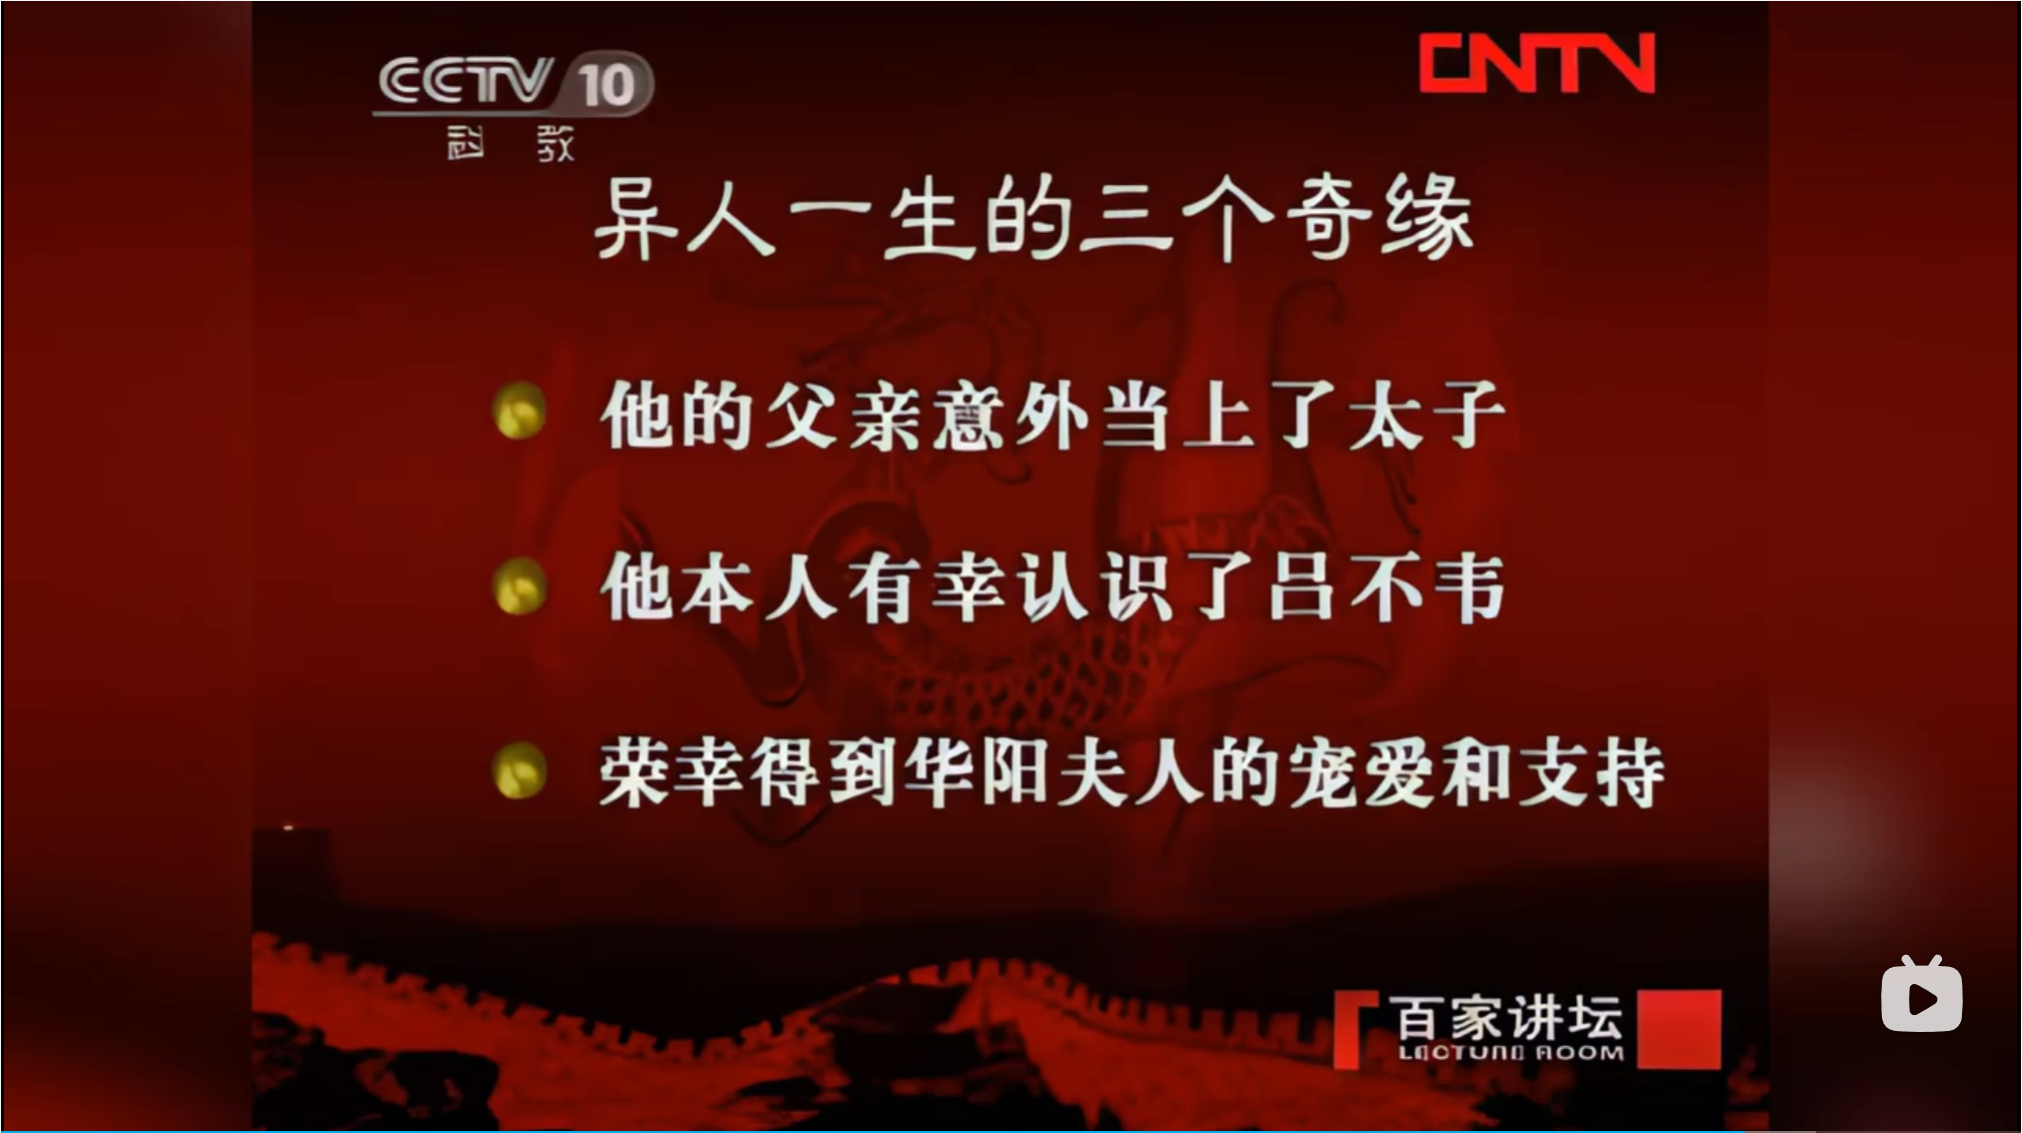 CCTV 10
CNTV
科 教
异人一生的三个奇缘
他的父亲意外当上了太子
他本人有幸认识了吕不韦
荣幸得到华阳夫人的宠爱和支持
百家讲坛
LECTURE ROOM